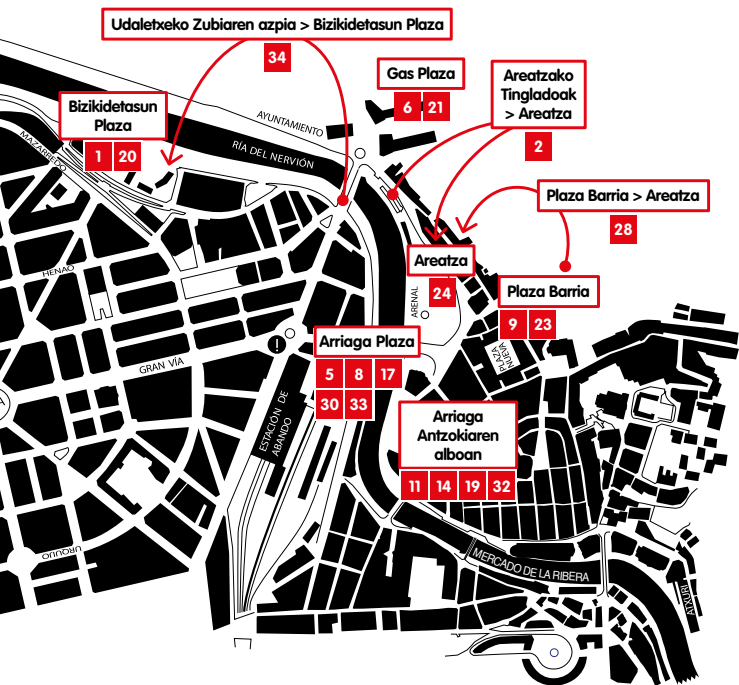 Udaletxeko Zubiaren azpia > Bizikidetasun Plaza
34
Gas Plaza
6 21
Areatzako
Tingladoak
> Areatza
2
Bizikidetasun
Plaza
1 20
AYUNTAMIENTO
RÍA DEL NERVIÓN
MAZARREDO
Plaza Barria > Areatza
28
HENAO
Areatza
24
ARENAL
Plaza Barria
9 23
PLAZA
NUEVA
!
Arriaga Plaza
5 8 17
30 33
GRAN VÍA
ESTACIÓN DE
ABANDO
Arriaga
Antzokiaren
alboan
11 14 19 32
URQUIJO
MERCADO DE LA RIBERA
ATXURI